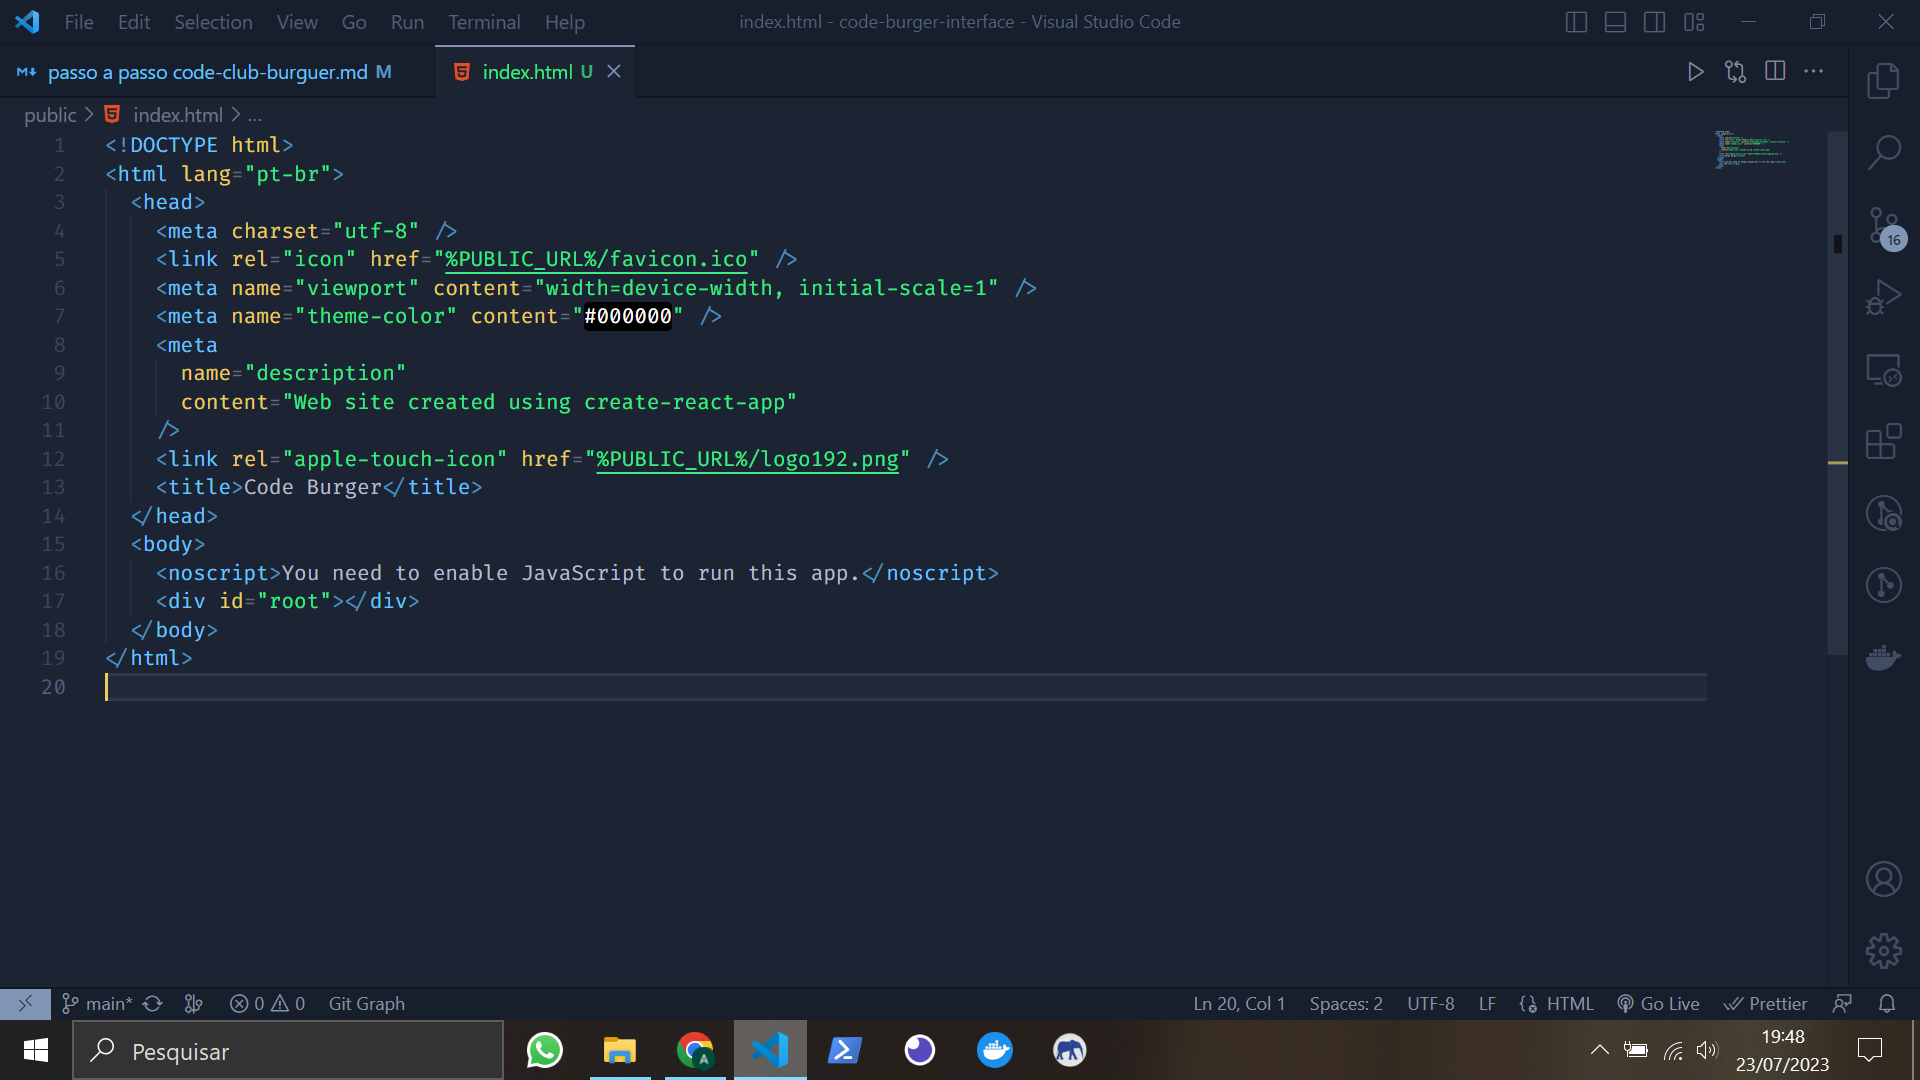 File Edit Selection View Go Run Terminal Help
index.html - code-burger-interface - Visual Studio Code
passo a passo code-club-burguer.md M
index.html U
public > index.html > ...
1 <!DOCTYPE html>
2 <html lang="pt-br">
3 <head>
4 <meta charset="utf-8" />
5 <link rel="icon" href="%PUBLIC_URL%/favicon.ico" />
6 <meta name="viewport" content="width=device-width, initial-scale=1" />
7 <meta name="theme-color" content="#000000" />
8 <meta
9 name="description"
10 content="Web site created using create-react-app"
11 />
12 <link rel="apple-touch-icon" href="%PUBLIC_URL%/logo192.png" />
13 <title>Code Burger</title>
14 </head>
15 <body>
16 <noscript>You need to enable JavaScript to run this app.</noscript>
17 <div id="root"></div>
18 </body>
19 </html>
20
16
main* 0 0 Git Graph
Ln 20, Col 1 Spaces: 2 UTF-8 LF HTML Go Live Prettier
Pesquisar
A
19:48
23/07/2023